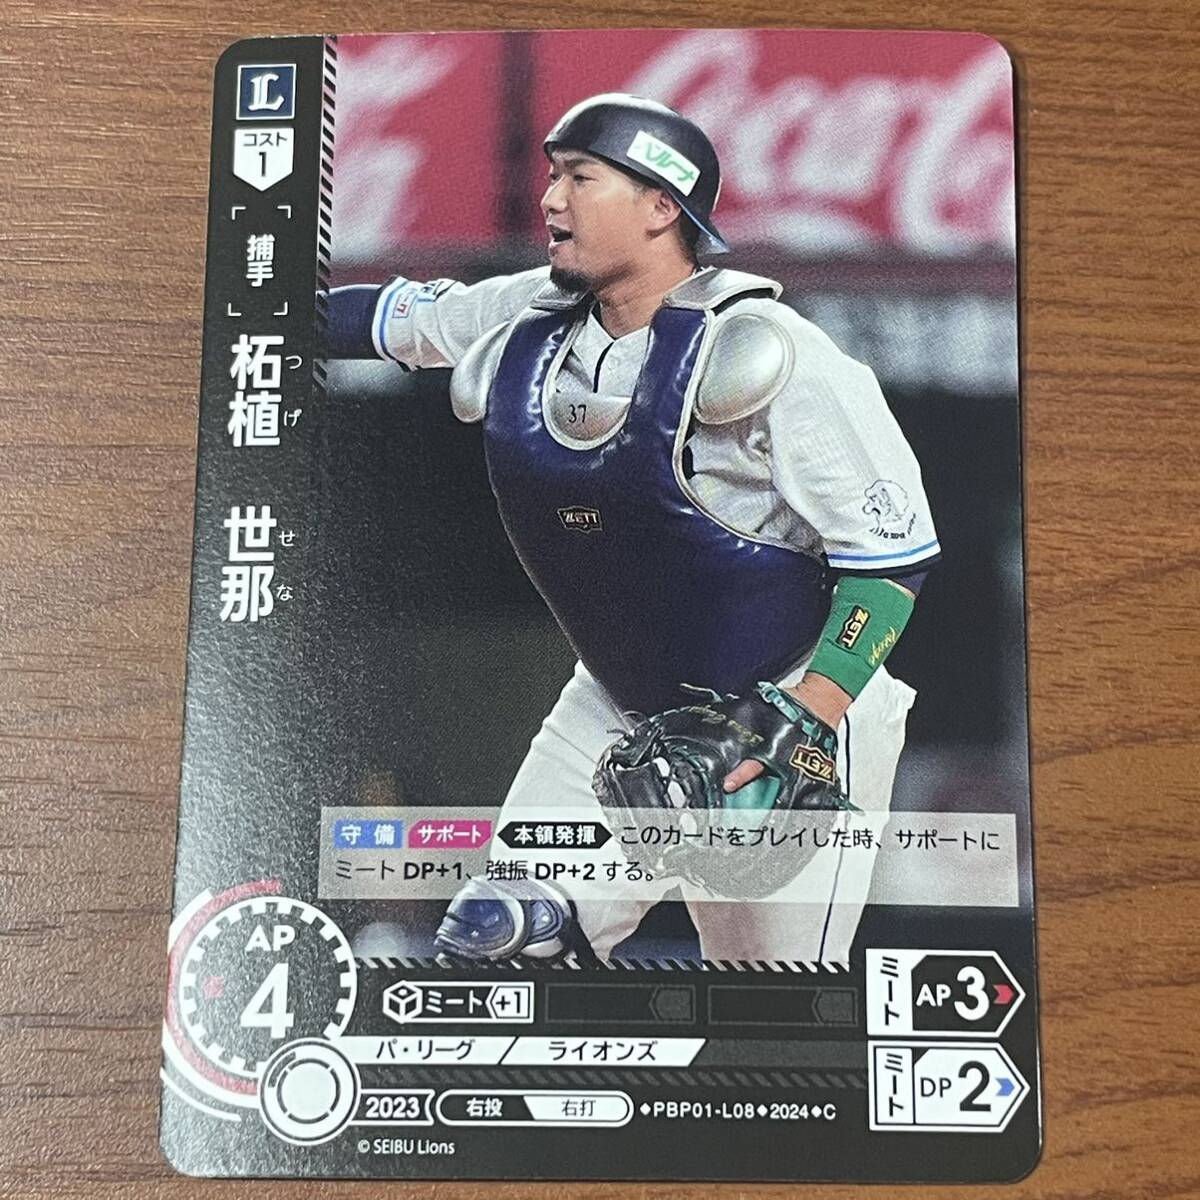 L
コスト
1
捕手
柘植 世那
つげ せな
Coca
ベルーナ
37
ZETT
ZETT
ZETT
守備 サポート 本領発揮 このカードをプレイした時、サポートに
ミート DP+1、強振 DP+2 する。
AP
4
ミート +1
ミート AP 3
パ・リーグ ライオンズ
ミート DP 2
2023 右投 右打 ◆PBP01-L08◆2024◆C
© SEIBU Lions